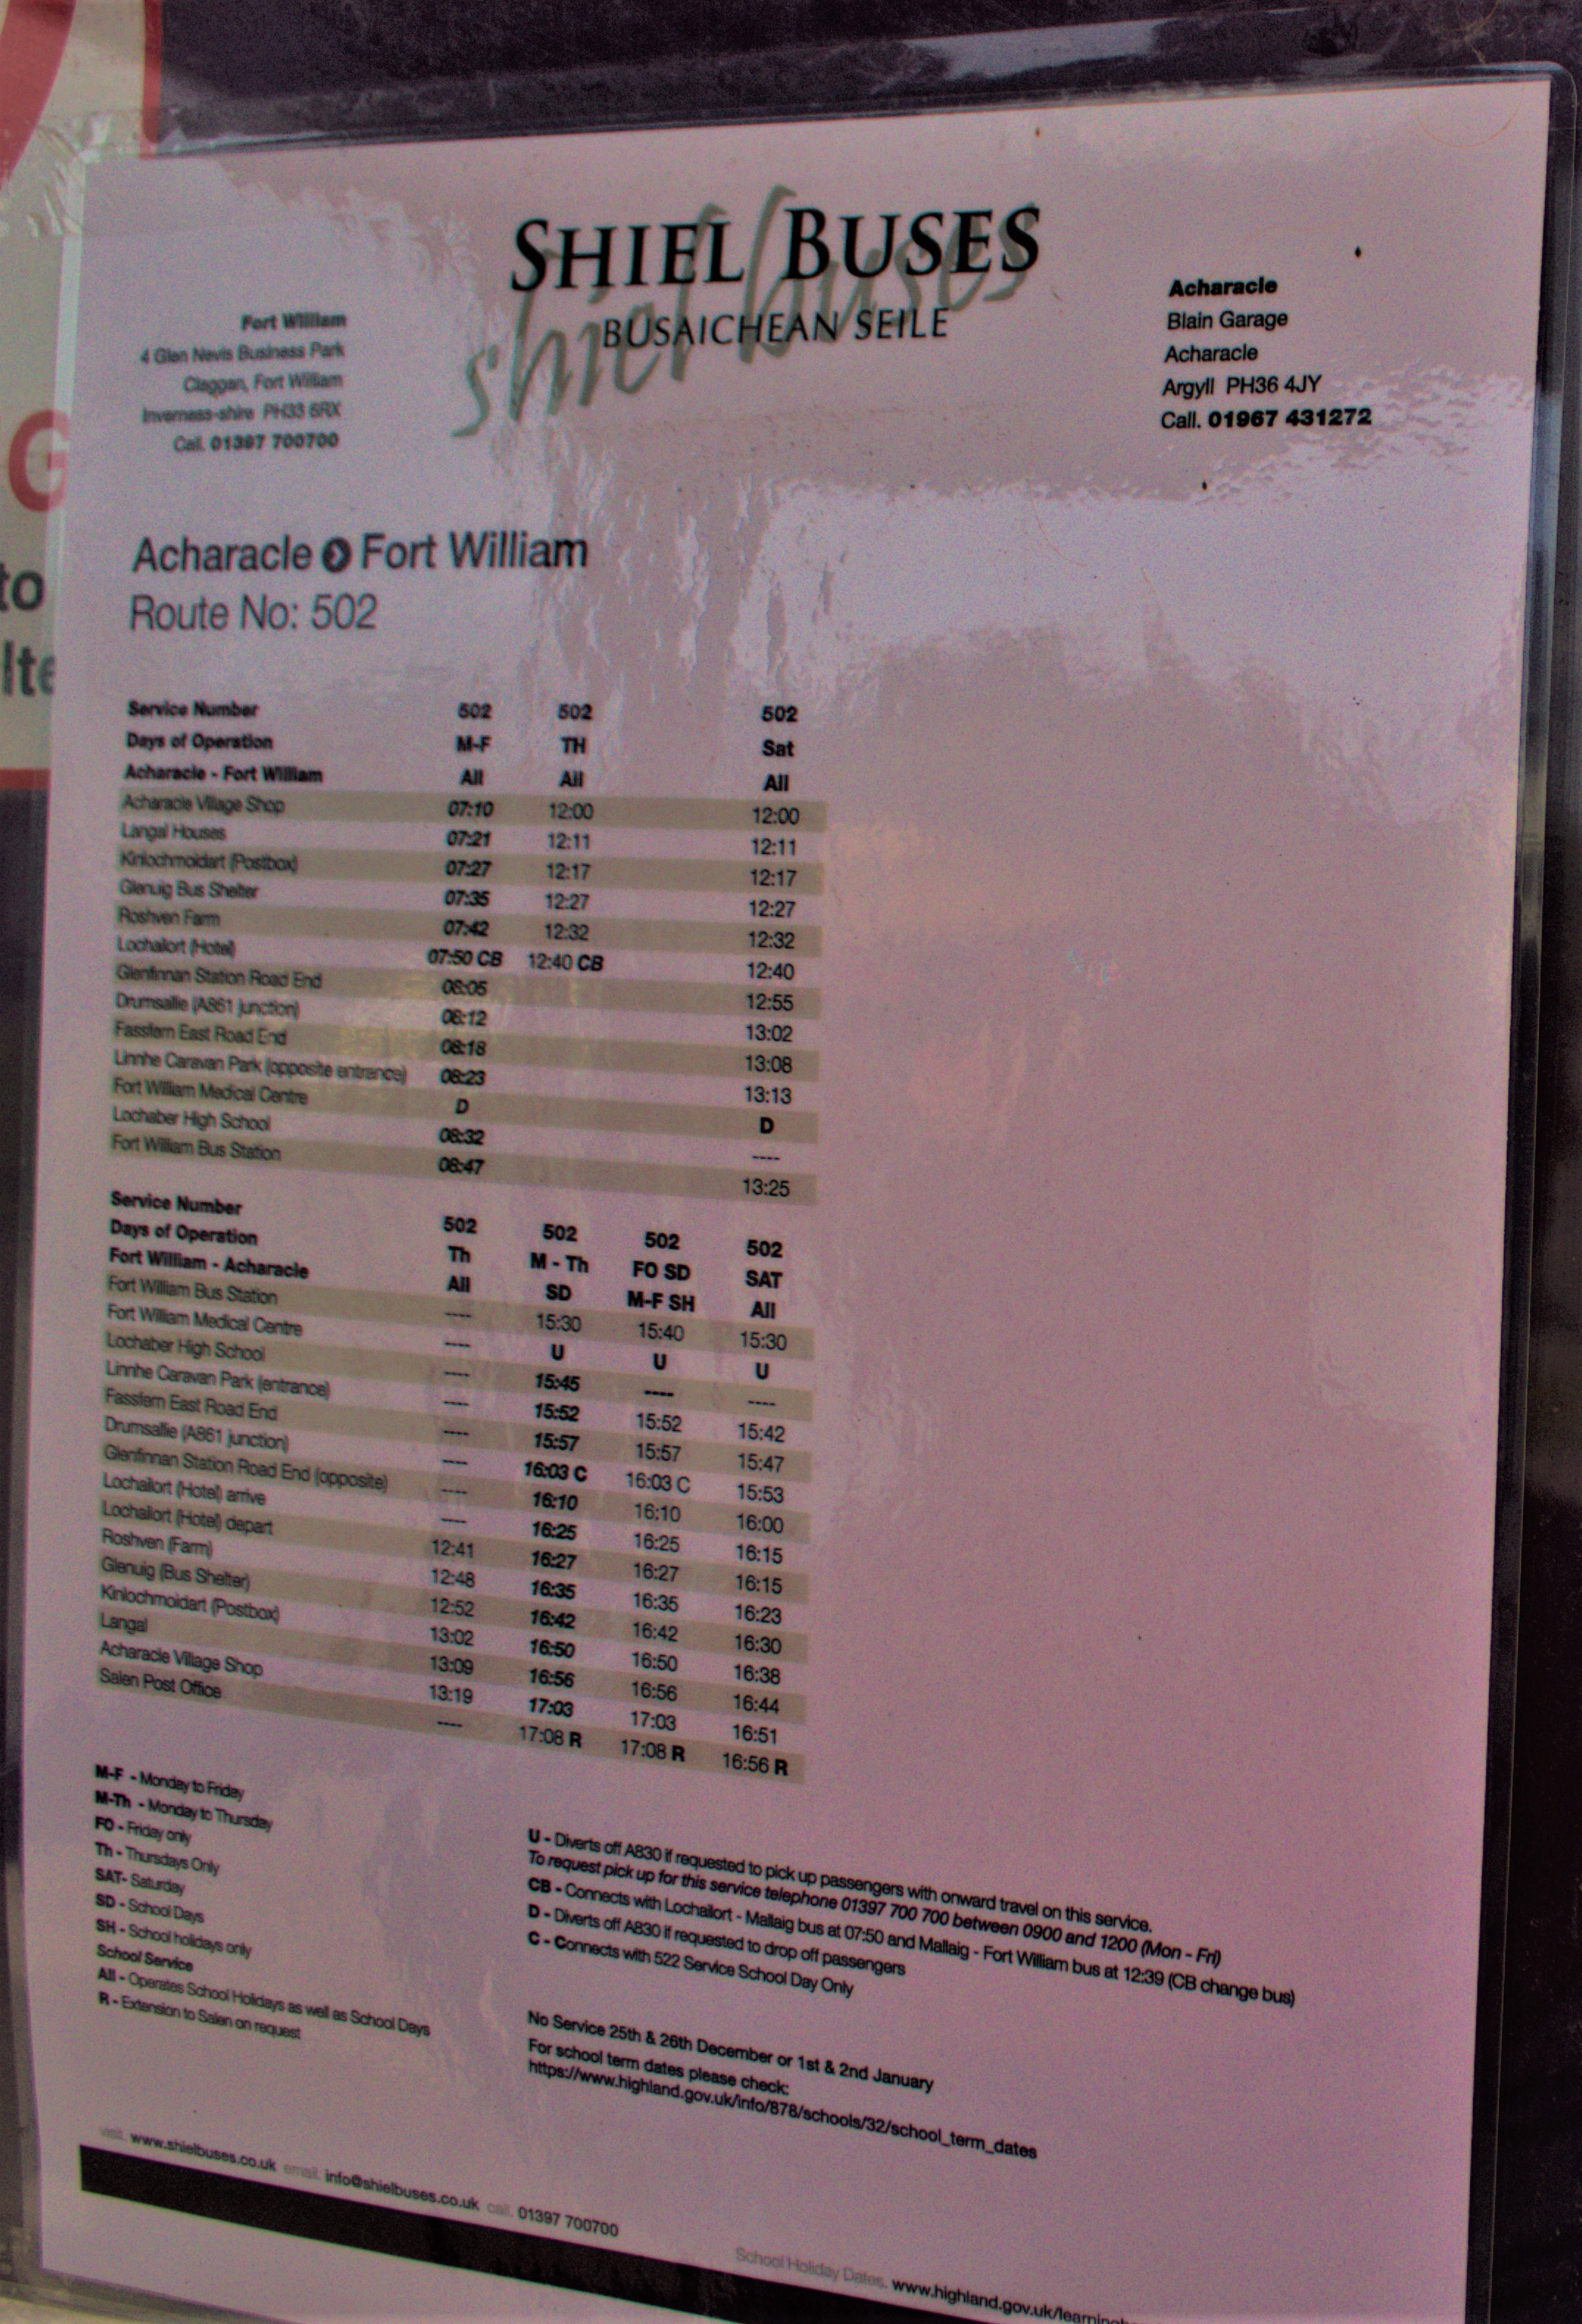 G
to
lte
SHIEL BUSES
shiel buses
BUSAICHEAN SEILE
Fort William
4 Glen Nevis Business Park
Claggan, Fort William
Inverness-shire PH33 6RX
Call. 01397 700700
Acharacle
Blain Garage
Acharacle
Argyll PH36 4JY
Call. 01967 431272
Acharacle > Fort William
Route No: 502
Service Number 502 502 502
Days of Operation M-F TH Sat
Acharacle - Fort William All All All
Acharacle Village Shop 07:10 12:00 12:00
Langal Houses 07:21 12:11 12:11
Kinlochmoidart (Postbox) 07:27 12:17 12:17
Glenuig Bus Shelter 07:35 12:27 12:27
Roshven Farm 07:42 12:32 12:32
Lochailort (Hotel) 07:50 CB 12:40 CB 12:40
Glenfinnan Station Road End 08:05 12:55
Drumsallie (A861 junction) 08:12 13:02
Fassfern East Road End 08:18 13:08
Linnhe Caravan Park (opposite entrance) 08:23 13:13
Fort William Medical Centre D D
Lochaber High School 08:32 ----
Fort William Bus Station 08:47 13:25
Service Number 502 502 502 502
Days of Operation Th M - Th FO SD SAT
Fort William - Acharacle All SD M-F SH All
Fort William Bus Station ---- 15:30 15:40 15:30
Fort William Medical Centre ---- U U U
Lochaber High School ---- 15:45 ---- ----
Linnhe Caravan Park (entrance) ---- 15:52 15:52 15:42
Fassfern East Road End ---- 15:57 15:57 15:47
Drumsallie (A861 junction) ---- 16:03 C 16:03 C 15:53
Glenfinnan Station Road End (opposite) ---- 16:10 16:10 16:00
Lochailort (Hotel) arrive ---- 16:25 16:25 16:15
Lochailort (Hotel) depart 12:41 16:27 16:27 16:15
Roshven (Farm) 12:48 16:35 16:35 16:23
Glenuig (Bus Shelter) 12:52 16:42 16:42 16:30
Kinlochmoidart (Postbox) 13:02 16:50 16:50 16:38
Langal 13:09 16:56 16:56 16:44
Acharacle Village Shop 13:19 17:03 17:03 16:51
Salen Post Office ---- 17:08 R 17:08 R 16:56 R
M-F - Monday to Friday
M-Th - Monday to Thursday
FO - Friday only
Th - Thursdays Only
SAT- Saturday
SD - School Days
SH - School holidays only
School Service
All - Operates School Holidays as well as School Days
R - Extension to Salen on request
U - Diverts off A830 if requested to pick up passengers with onward travel on this service.
To request pick up for this service telephone 01397 700 700 between 0900 and 1200 (Mon - Fri)
CB - Connects with Lochailort - Mallaig bus at 07:50 and Mallaig - Fort William bus at 12:39 (CB change bus)
D - Diverts off A830 if requested to drop off passengers
C - Connects with 522 Service School Day Only
No Service 25th & 26th December or 1st & 2nd January
For school term dates please check:
https://www.highland.gov.uk/info/878/schools/32/school_term_dates
visit. www.shielbuses.co.uk email. info@shielbuses.co.uk call. 01397 700700
School Holiday Dates. www.highland.gov.uk/learning